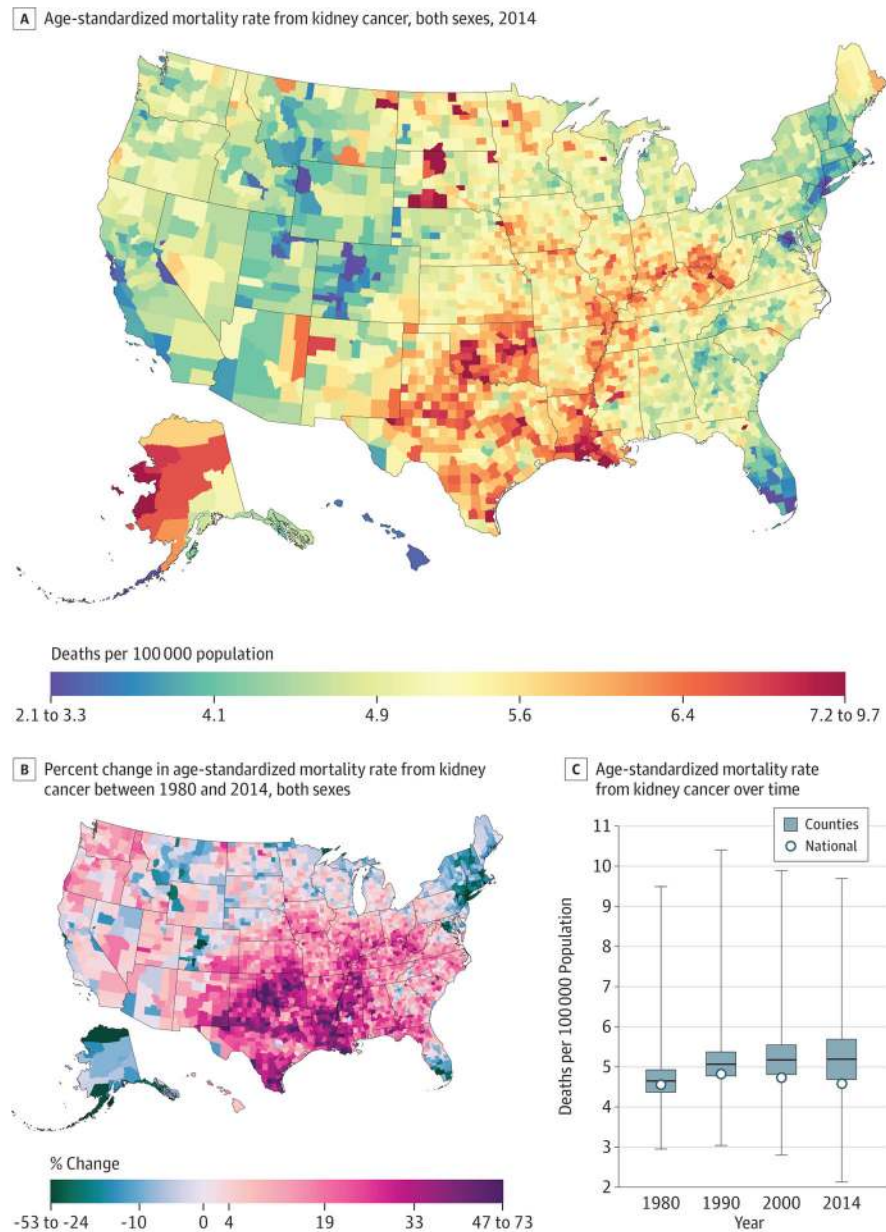 A Age-standardized mortality rate from kidney cancer, both sexes, 2014
Deaths per 100 000 population
2.1 to 3.3 4.1 4.9 5.6 6.4 7.2 to 9.7
B Percent change in age-standardized mortality rate from kidney
cancer between 1980 and 2014, both sexes
% Change
-53 to -24 -10 0 4 19 33 47 to 73
C Age-standardized mortality rate
from kidney cancer over time
Counties
National
Deaths per 100 000 Population
11
10
9
8
7
6
5
4
3
2
1980 1990 2000 2014
Year